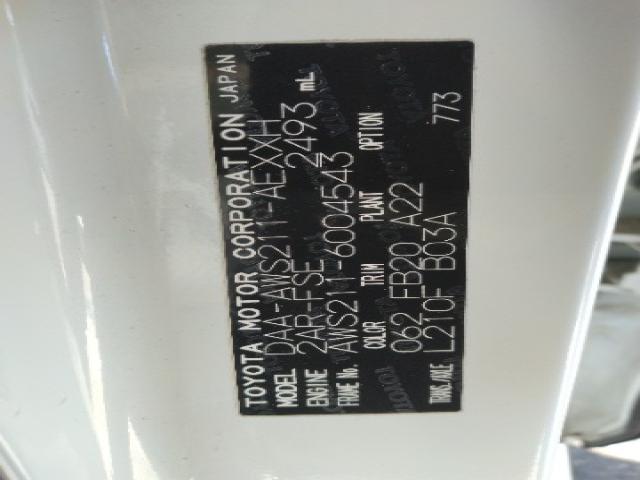 TOYOTA MOTOR CORPORATION JAPAN
MODEL DAA-AWS211-AEXXH
ENGINE 2AR-FSE 2493 mL
FRAME No. AWS211-6004543
COLOR TRIM PLANT OPTION
062 FB20 A22
TRANS./AXLE L210F B03A 773